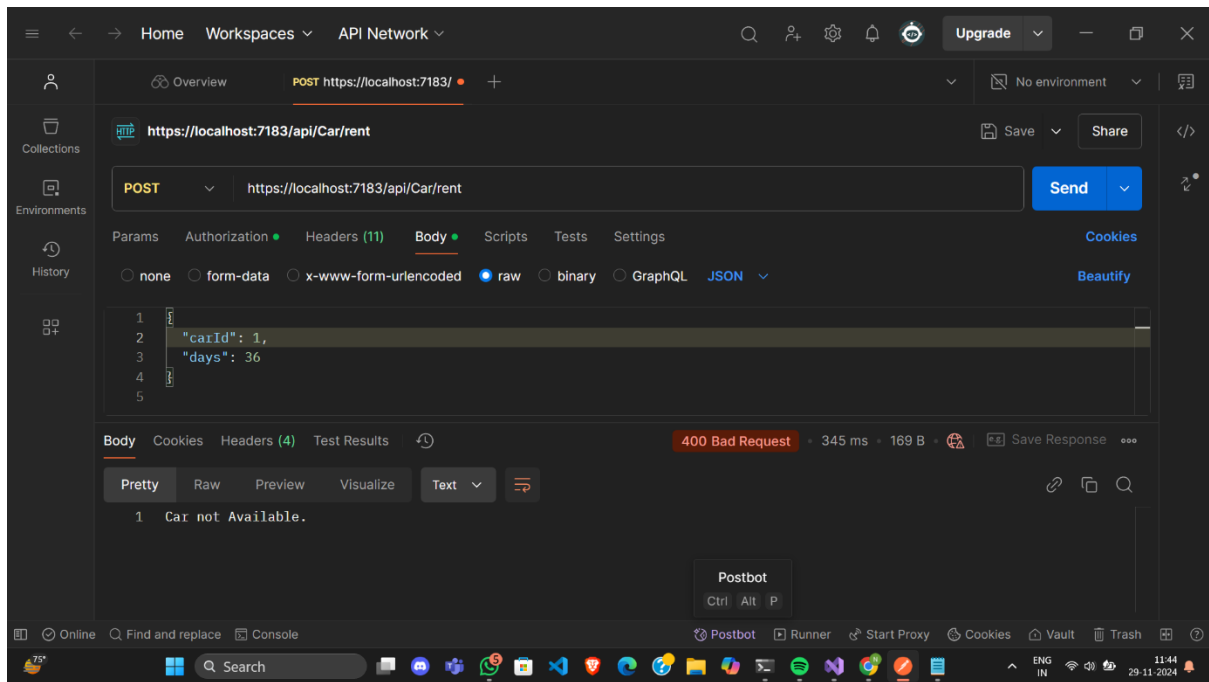 Home Workspaces API Network Upgrade
Overview POST https://localhost:7183/ No environment
HTTP https://localhost:7183/api/Car/rent Save Share
Collections
POST https://localhost:7183/api/Car/rent Send
Environments
Params Authorization Headers (11) Body Scripts Tests Settings Cookies
History
none form-data x-www-form-urlencoded raw binary GraphQL JSON Beautify
1 {
2 "carId": 1,
3 "days": 36
4 }
5
Body Cookies Headers (4) Test Results 400 Bad Request 345 ms 169 B Save Response
Pretty Raw Preview Visualize Text
1 Car not Available.
Postbot
Ctrl Alt P
Online Find and replace Console Postbot Runner Start Proxy Cookies Vault Trash
75° Search 5 ENG 11:44
IN 29-11-2024